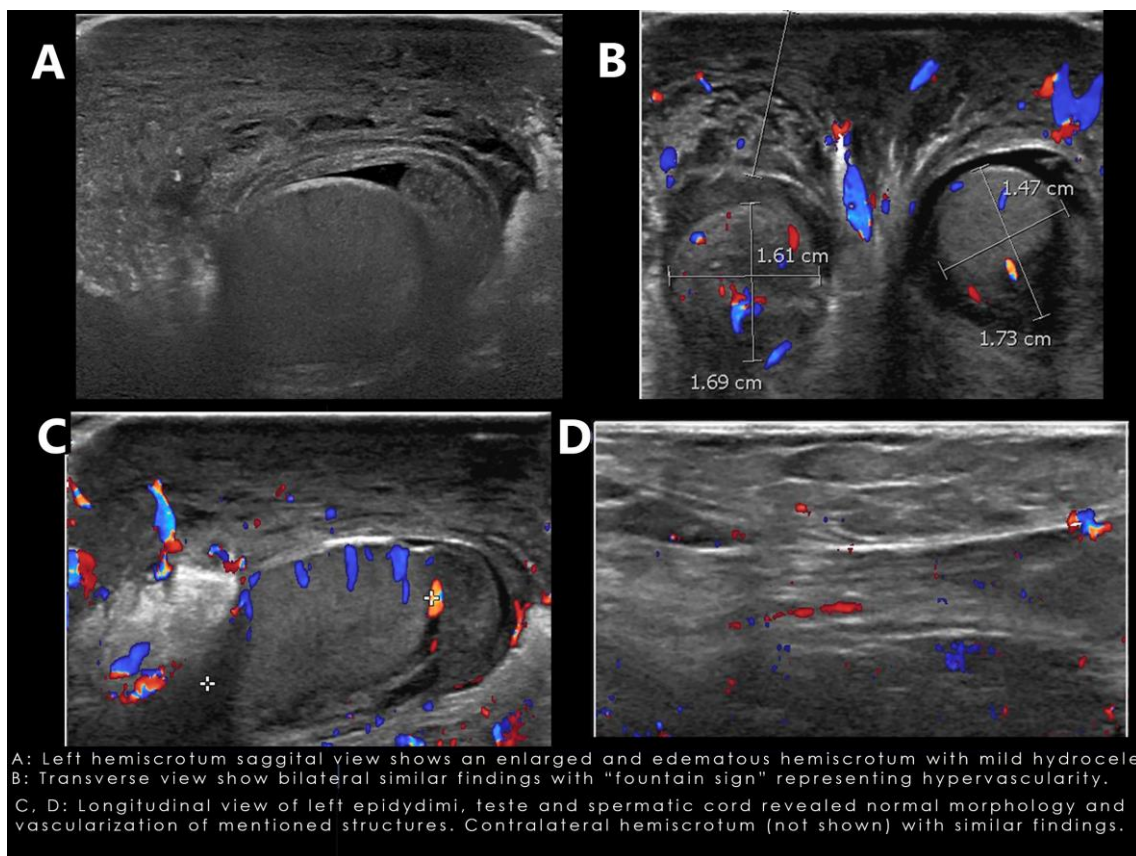 A
B
1.47 cm
1.61 cm
1.73 cm
1.69 cm
C
D
A: Left hemiscrotum saggital view shows an enlarged and edematous hemiscrotum with mild hydrocele
B: Transverse view show bilateral similar findings with “fountain sign” representing hypervascularity.
C, D: Longitudinal view of left epidydimi, teste and spermatic cord revealed normal morphology and
vascularization of mentioned structures. Contralateral hemiscrotum (not shown) with similar findings.